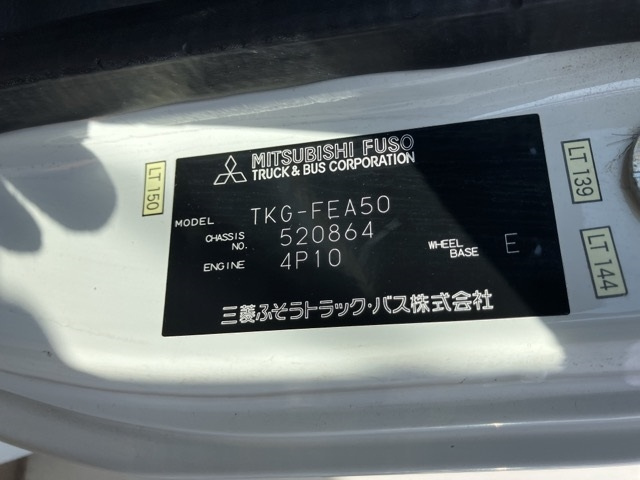 MITSUBISHI FUSO
TRUCK & BUS CORPORATION
MODEL TKG-FEA50
CHASSIS NO. 520864
ENGINE 4P10
WHEEL BASE E
三菱ふそうトラック・バス株式会社
LT 150
LT 139
LT 144